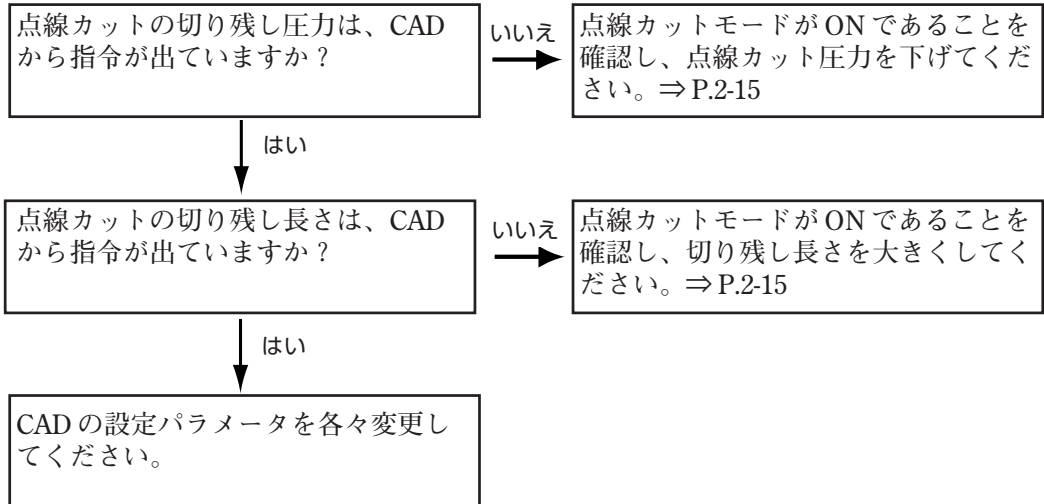 点線カットの切り残し圧力は、CAD
から指令が出ていますか？
いいえ
点線カットモードが ON であることを
確認し、点線カット圧力を下げてくだ
さい。⇒ P.2-15
はい
点線カットの切り残し長さは、CAD
から指令が出ていますか？
いいえ
点線カットモードが ON であることを
確認し、切り残し長さを大きくしてく
ださい。⇒ P.2-15
はい
CAD の設定パラメータを各々変更し
てください。